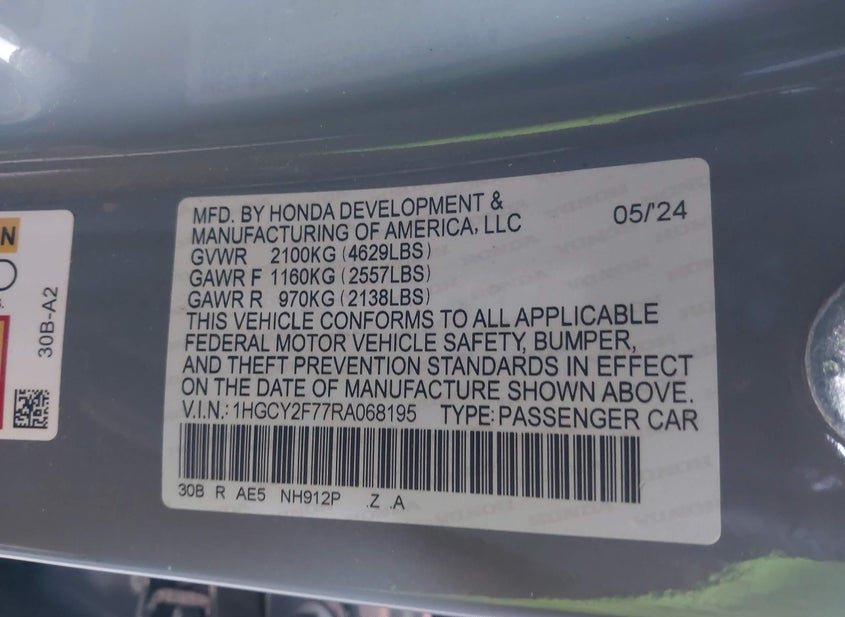 MFD. BY HONDA DEVELOPMENT &
MANUFACTURING OF AMERICA, LLC
05/'24
GVWR 2100KG (4629LBS)
GAWR F 1160KG (2557LBS)
GAWR R 970KG (2138LBS)
THIS VEHICLE CONFORMS TO ALL APPLICABLE
FEDERAL MOTOR VEHICLE SAFETY, BUMPER,
AND THEFT PREVENTION STANDARDS IN EFFECT
ON THE DATE OF MANUFACTURE SHOWN ABOVE.
V.I.N.: 1HGCY2F77RA068195 TYPE: PASSENGER CAR
30B R AE5 NH912P .Z .A
N
30B-A2